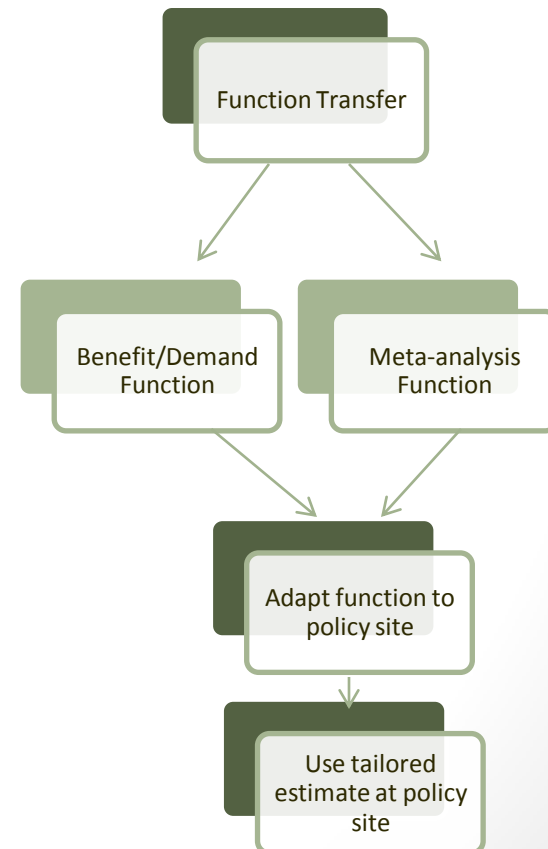 Function Transfer
Benefit/Demand
Function
Meta-analysis
Function
Adapt function to
policy site
Use tailored
estimate at policy
site